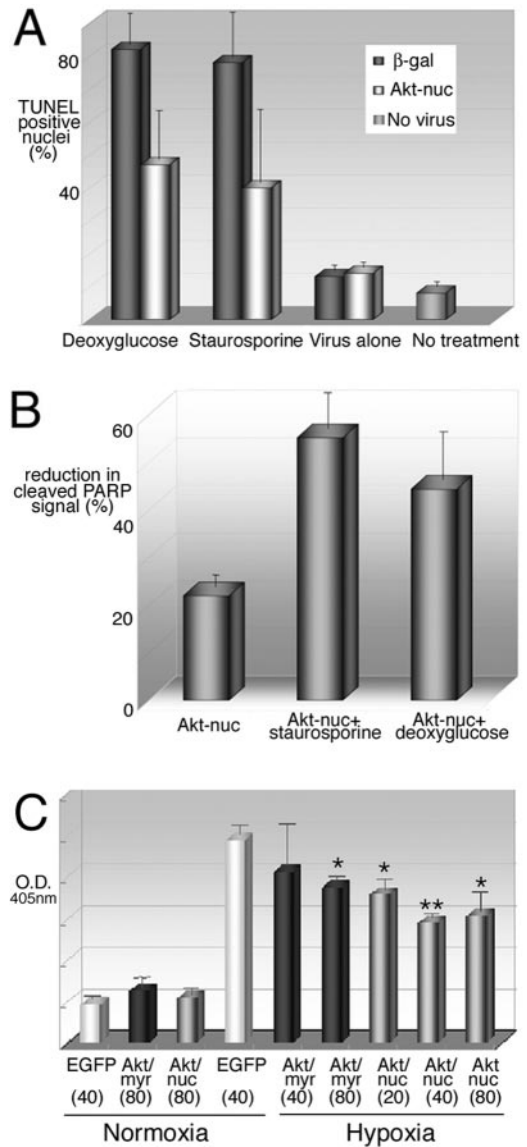 A
80
TUNEL
positive
nuclei
(%)
40
β-gal
Akt-nuc
No virus
Deoxyglucose Staurosporine Virus alone No treatment
B
60
reduction in
cleaved PARP
signal (%)
40
20
0
Akt-nuc
Akt-nuc+
staurosporine
Akt-nuc+
deoxyglucose
C
O.D.
405nm
* * ** *
EGFP Akt/ Akt/ EGFP Akt/ Akt/ Akt/ Akt/ Akt
myr nuc myr myr nuc nuc nuc
(40) (80) (80) (40) (40) (80) (20) (40) (80)
Normoxia Hypoxia